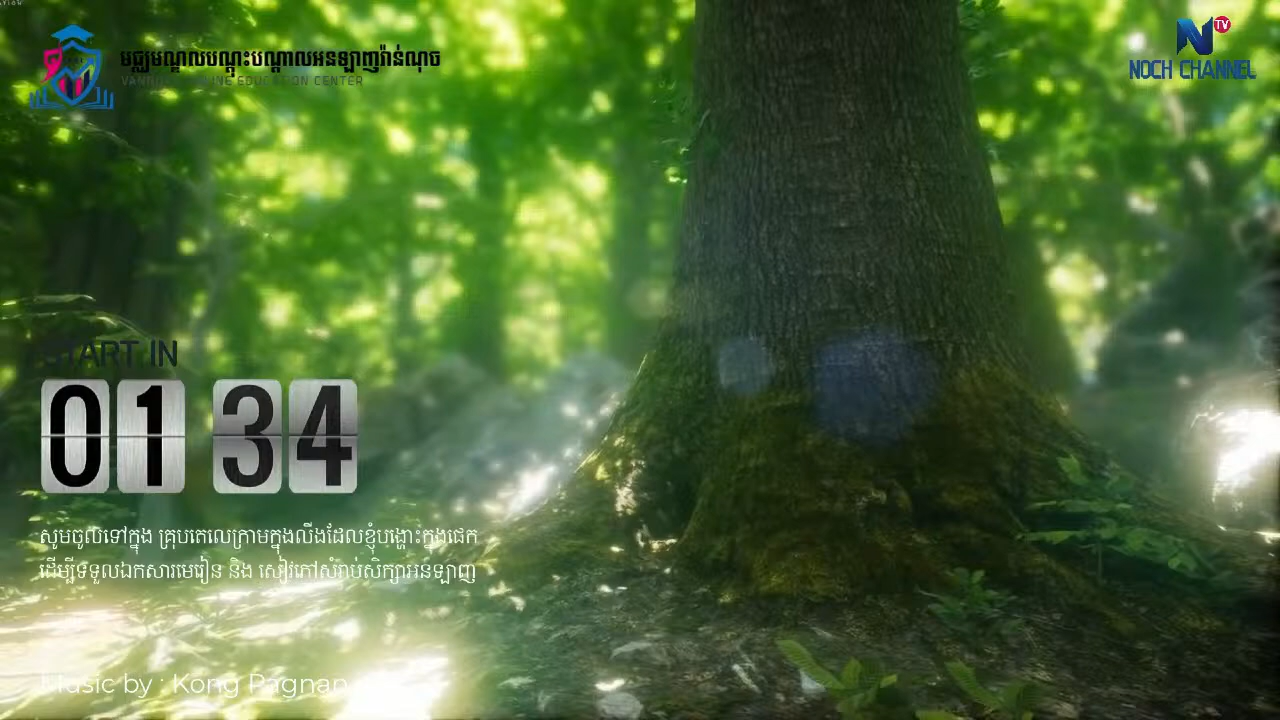 មជ្ឈមណ្ឌលបណ្តុះបណ្តាលអនឡាញវ៉ាន់ណុច
ONLINE EDUCATION CENTER
N TV
NOCH CHANNEL
START IN
01 34
សូមចូលទៅក្នុង គ្រុបតេលេក្រាមក្នុងលីងដែលខ្ញុំបង្ហោះក្នុងផេក
ដើម្បីទទួលឯកសារមេរៀន និង សៀវភៅសំរាប់សិក្សាអនឡាញ
Music by : Kong Pagnan